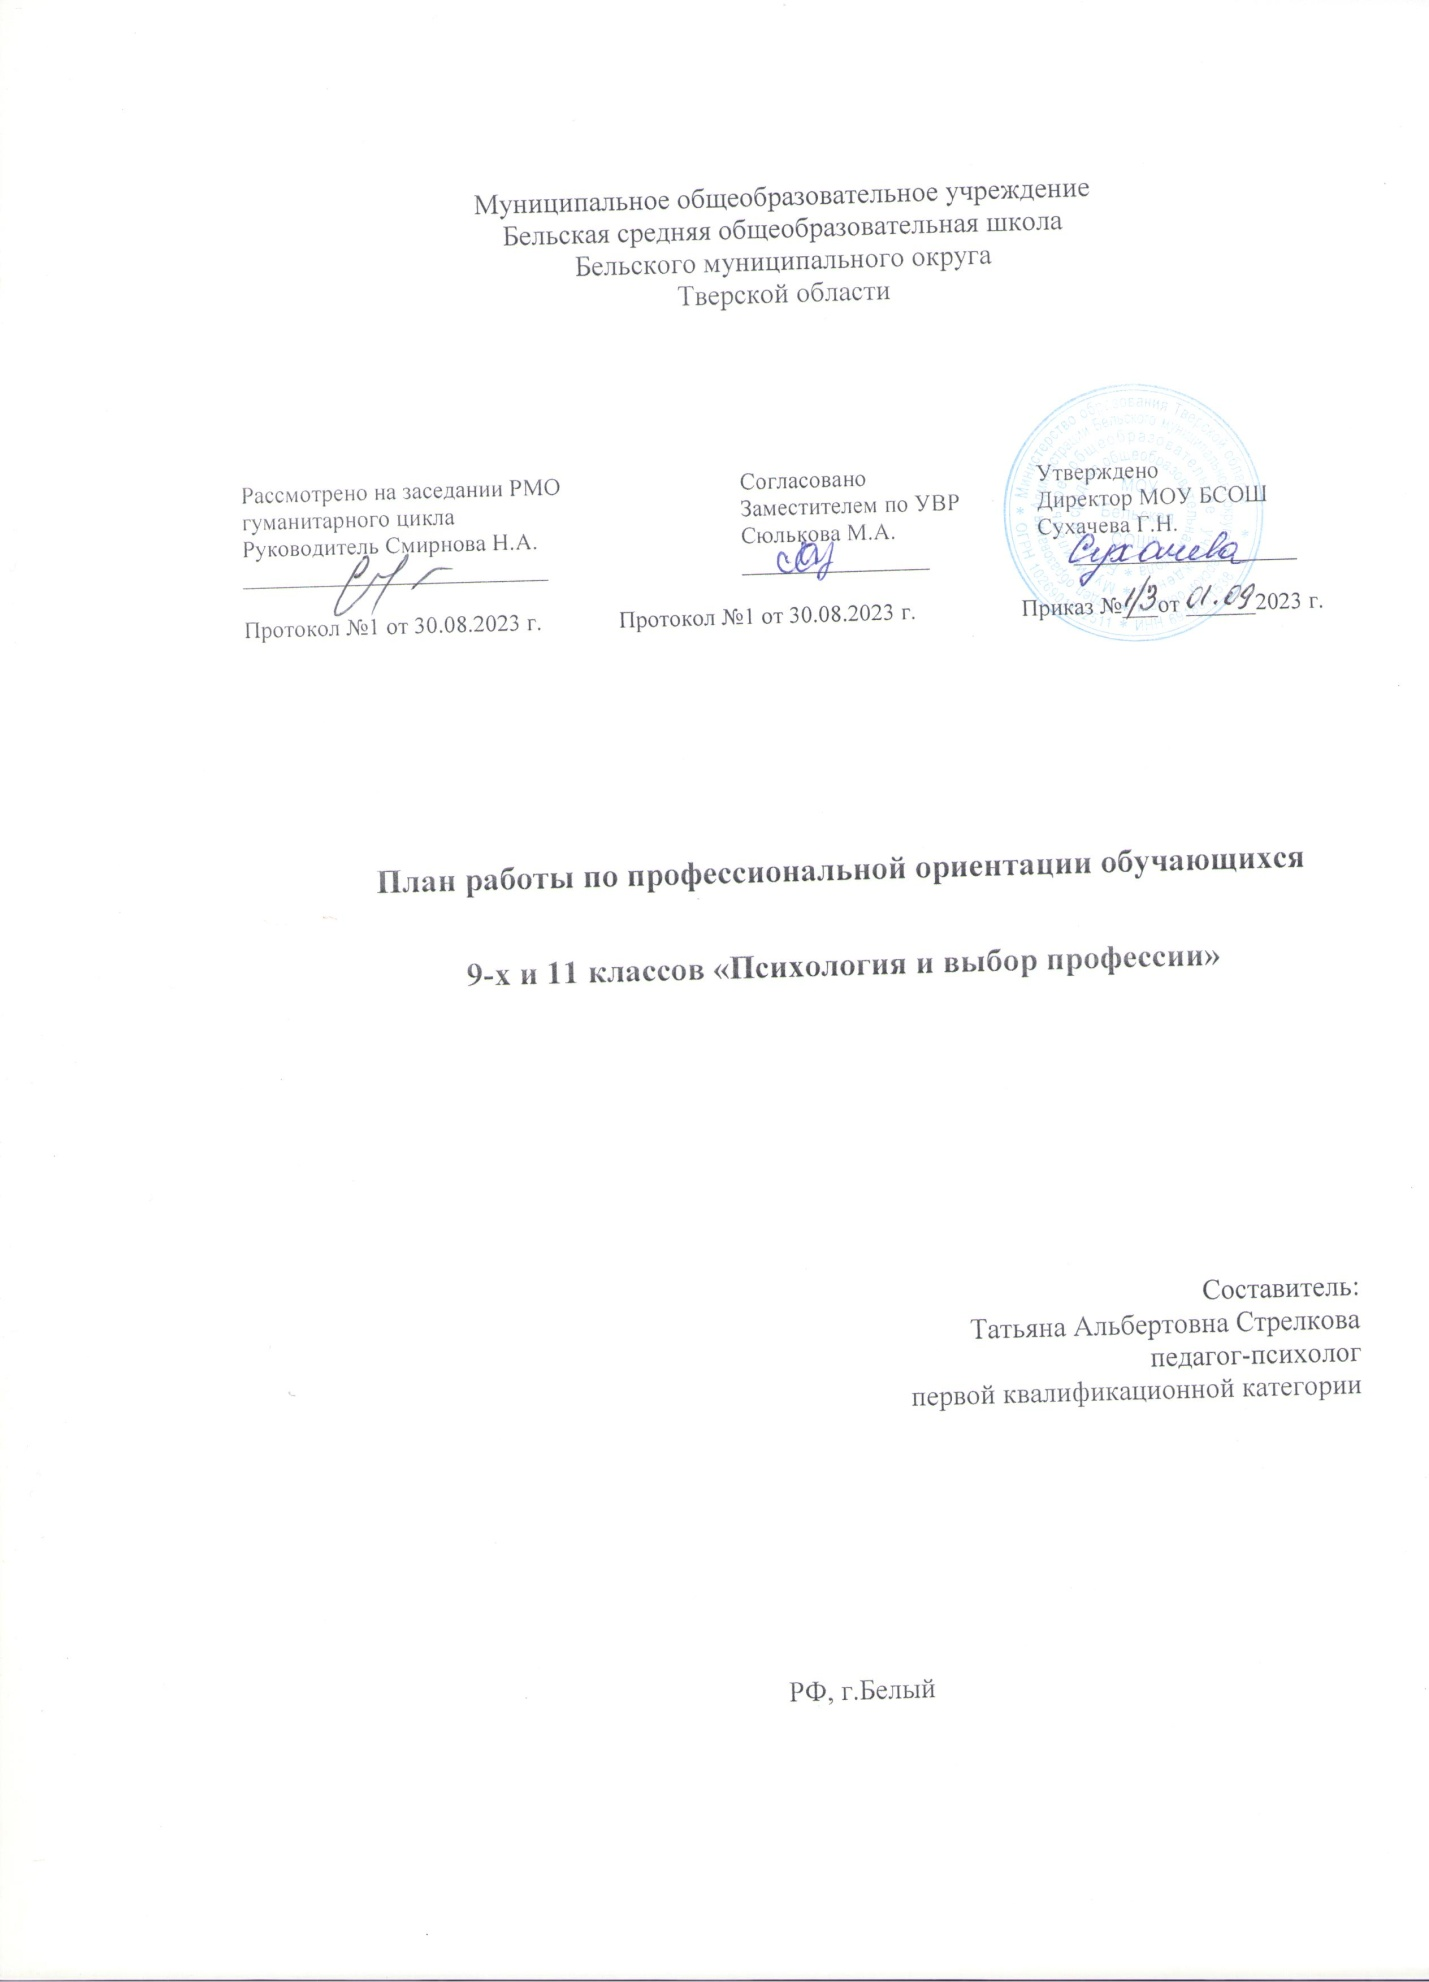 Муниципальное общеобразовательное учреждение
Бельская средняя общеобразовательная школа
Бельского муниципального округа
Тверской области
Рассмотрено на заседании РМО
гуманитарного цикла
Руководитель Смирнова Н.А.
Протокол №1 от 30.08.2023 г.
Согласовано
Заместителем по УВР
Сюлькова М.А.
Протокол №1 от 30.08.2023 г.
Утверждено
Директор МОУ БСОШ
Сухачева Г.Н.
Сухачева
Приказ №1/3 от 01.09 2023 г.
План работы по профессиональной ориентации обучающихся
9-х и 11 классов «Психология и выбор профессии»
Составитель:
Татьяна Альбертовна Стрелкова
педагог-психолог
первой квалификационной категории
РФ, г.Белый